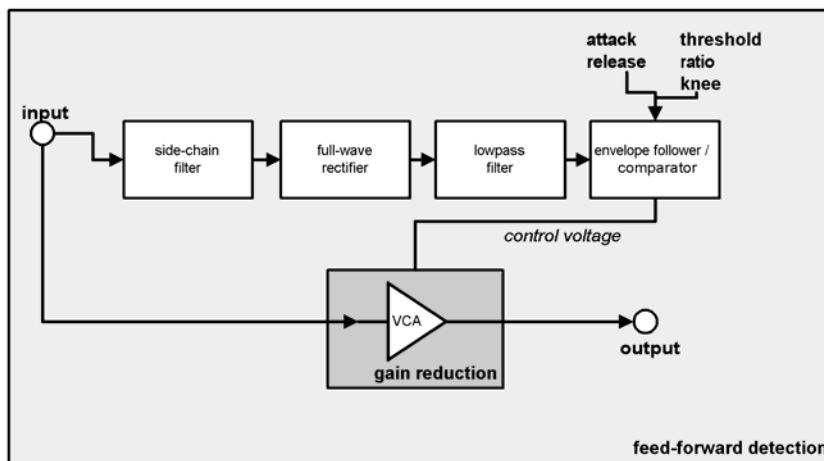 attack
release
threshold
ratio
knee
input
side-chain
filter
full-wave
rectifier
lowpass
filter
envelope follower /
comparator
control voltage
VCA
gain reduction
output
feed-forward detection